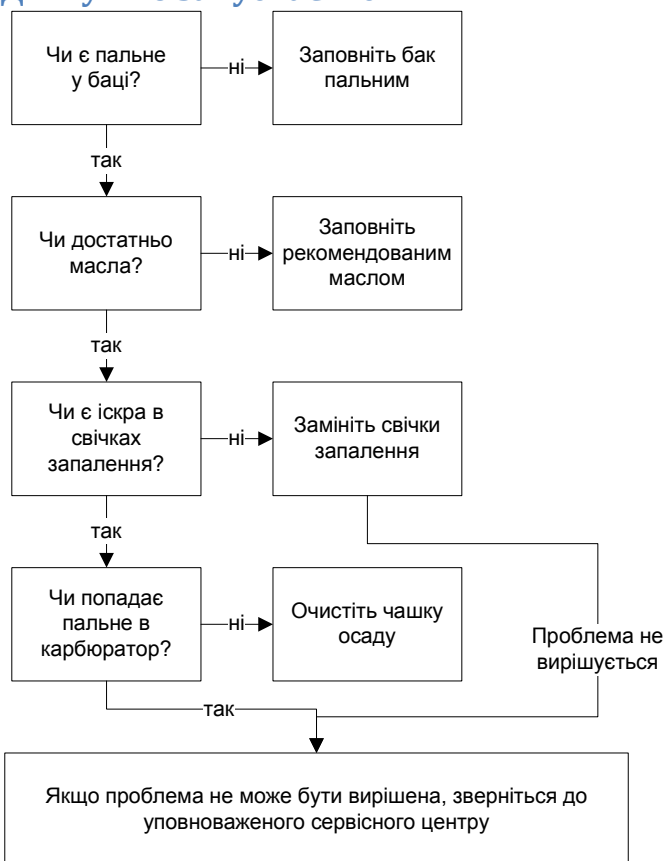 Чи є пальне
у баці?
ні
Заповніть бак
пальним
так
Чи достатньо
масла?
ні
Заповніть
рекомендованим
маслом
так
Чи є іскра в
свічках
запалення?
ні
Замініть свічки
запалення
так
Чи попадає
пальне в
карбюратор?
ні
Очистіть чашку
осаду
Проблема не
вирішується
так
Якщо проблема не може бути вирішена, зверніться до
уповноваженого сервісного центру